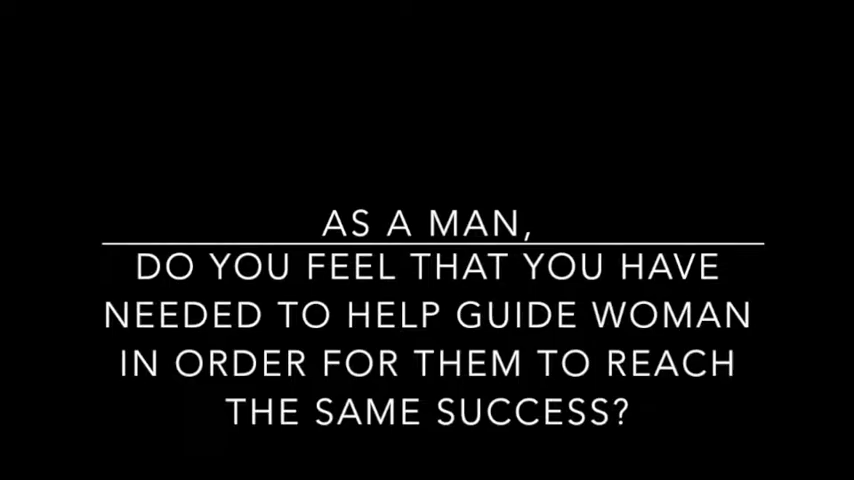 AS A MAN,
DO YOU FEEL THAT YOU HAVE
NEEDED TO HELP GUIDE WOMAN
IN ORDER FOR THEM TO REACH
THE SAME SUCCESS?